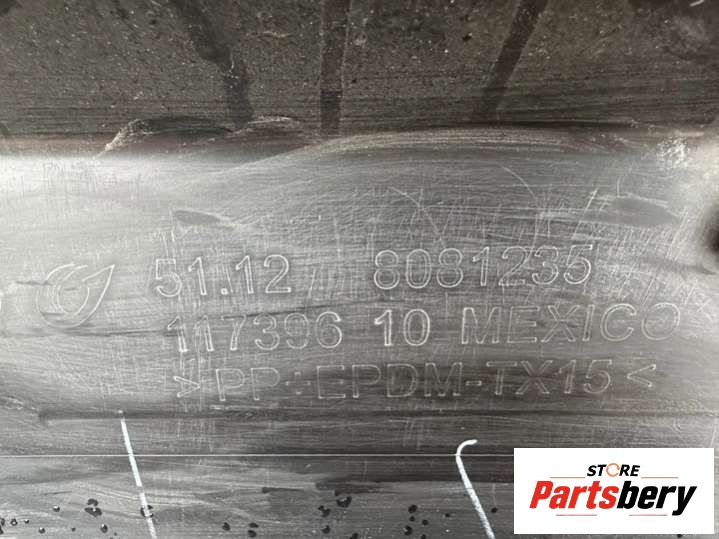 51.12 8081235
117396 10 MEXICO
>PP+EPDM-TX15<
STORE
Partsbery